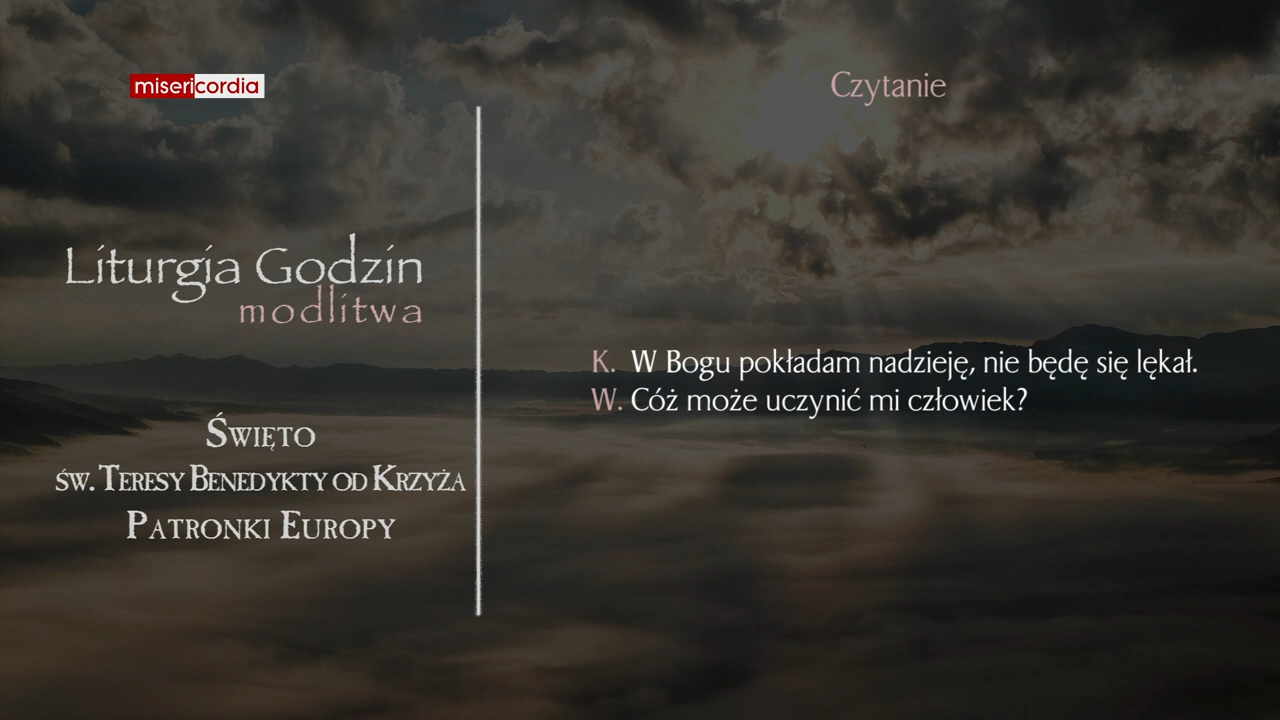 misericordia
Liturgia Godzin
modlitwa
Święto
św. Teresy Benedykty od Krzyża
Patronki Europy
Czytanie
K. W Bogu pokładam nadzieję, nie będę się lękał.
W. Cóż może uczynić mi człowiek?